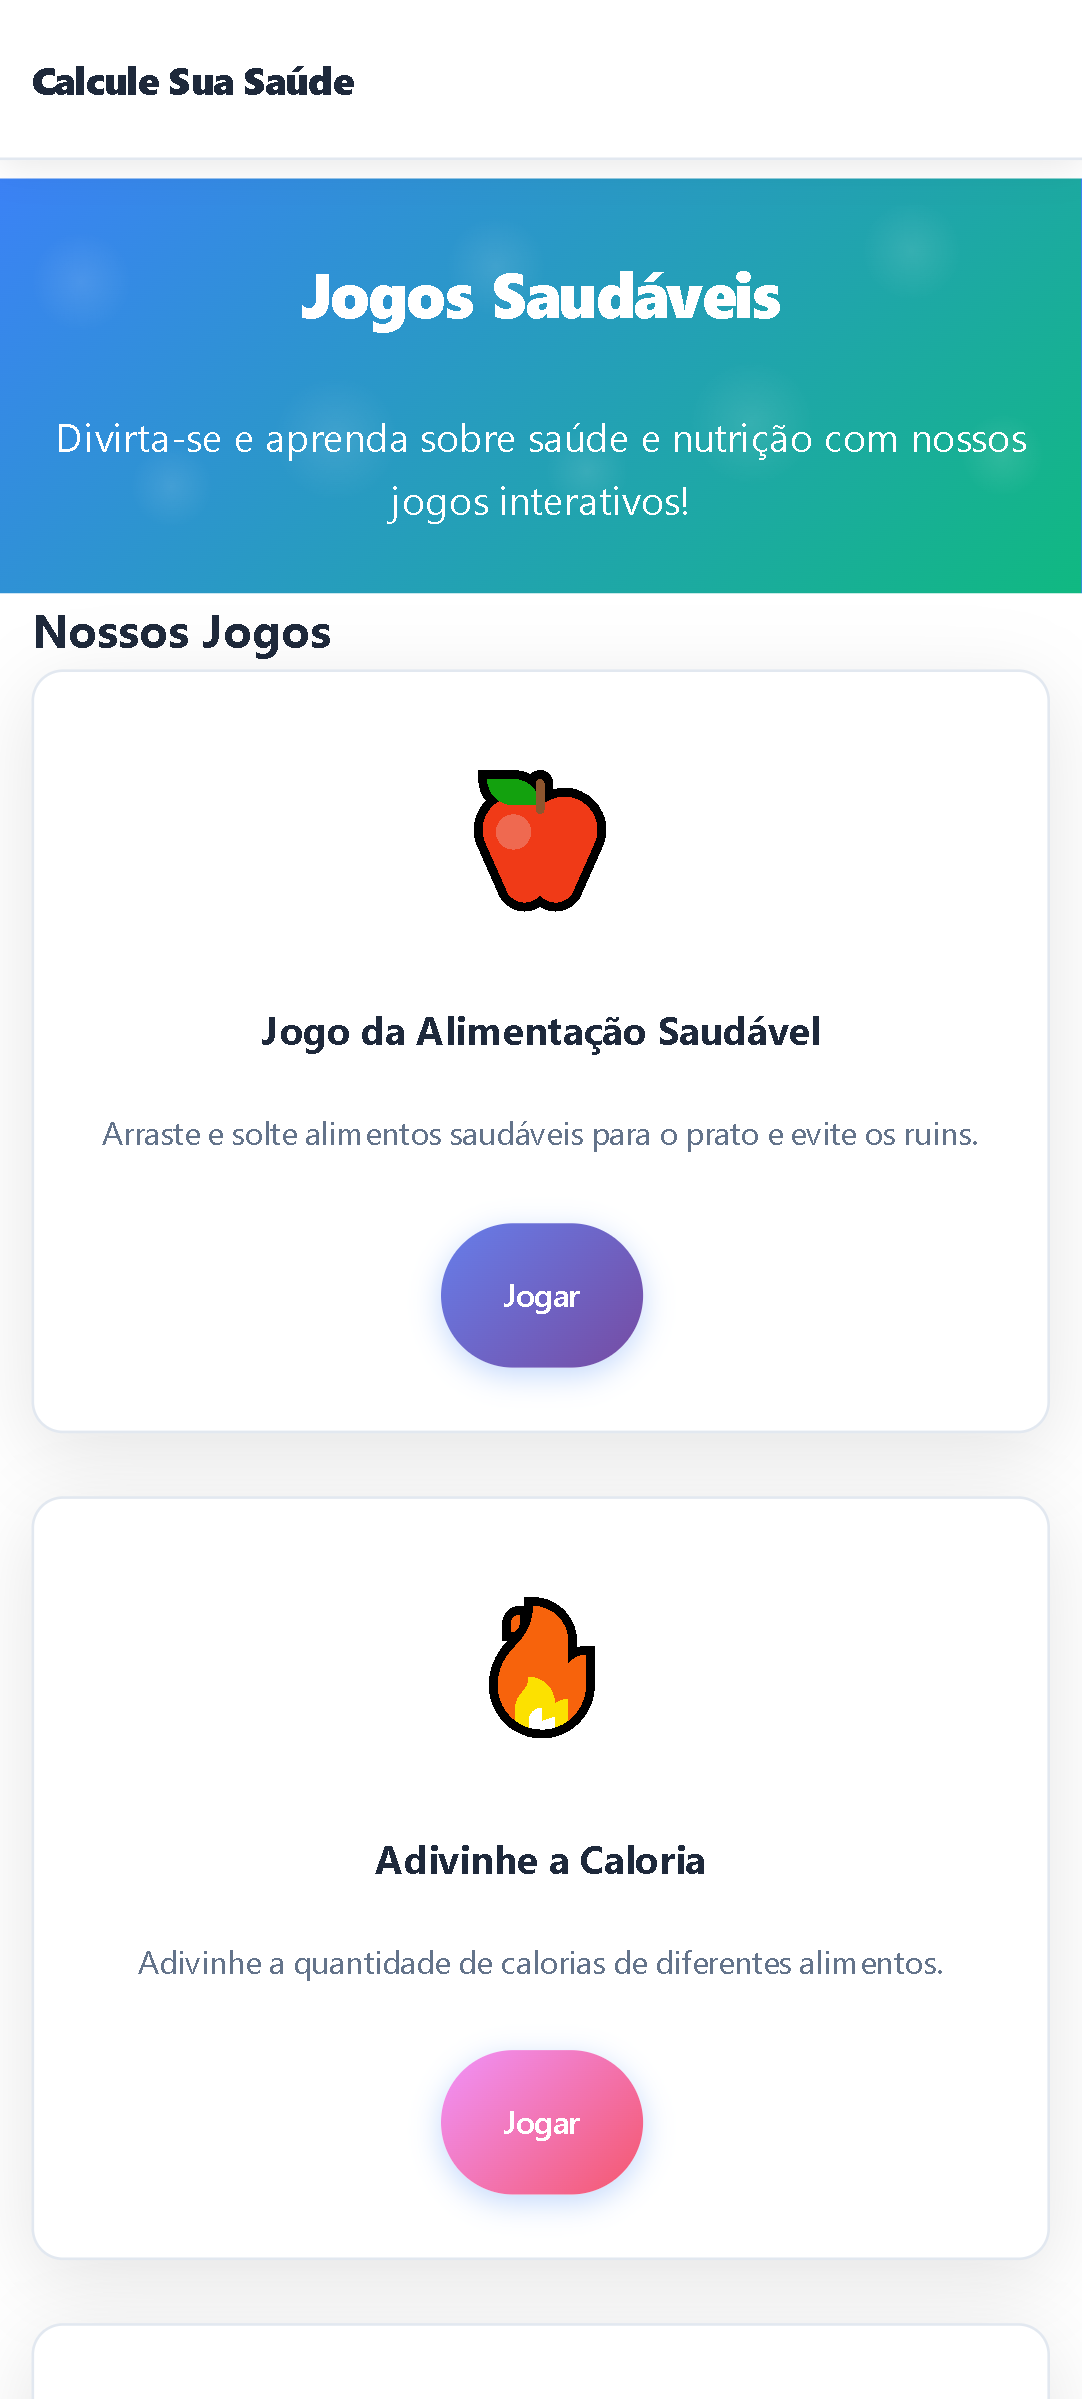 Calcule Sua Saúde
Jogos Saudáveis
Divirta-se e aprenda sobre saúde e nutrição com nossos
jogos interativos!
Nossos Jogos
Jogo da Alimentação Saudável
Arraste e solte alimentos saudáveis para o prato e evite os ruins.
Jogar
Adivinhe a Caloria
Adivinhe a quantidade de calorias de diferentes alimentos.
Jogar